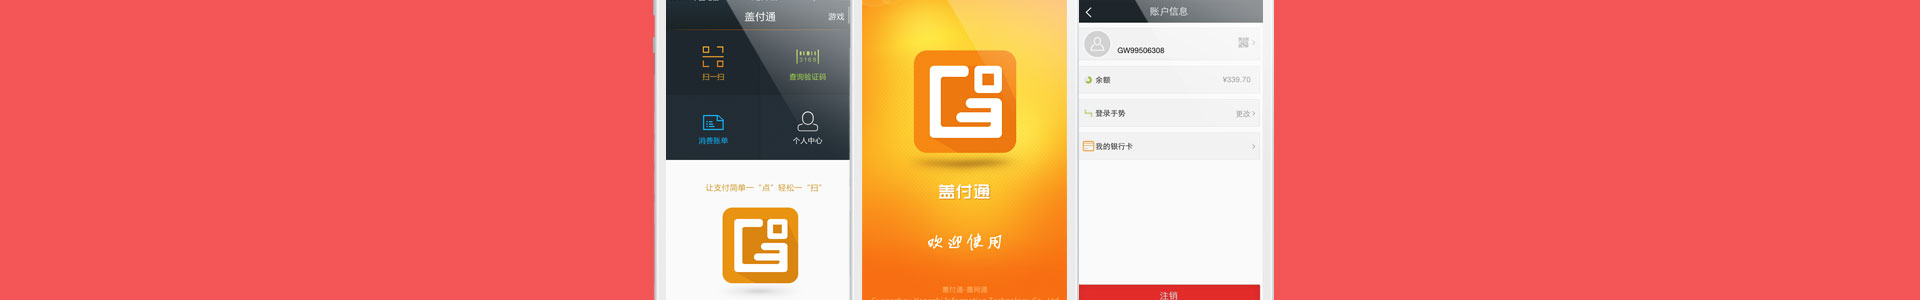 盖付通
游戏
扫一扫
3168
查询验证码
消费账单
个人中心
让支付简单一“点”轻松一“扫”
盖付通
欢迎使用
盖付通·盖网通
账户信息
GW99506308
余额
¥339.70
登录手势
更改
我的银行卡
注销